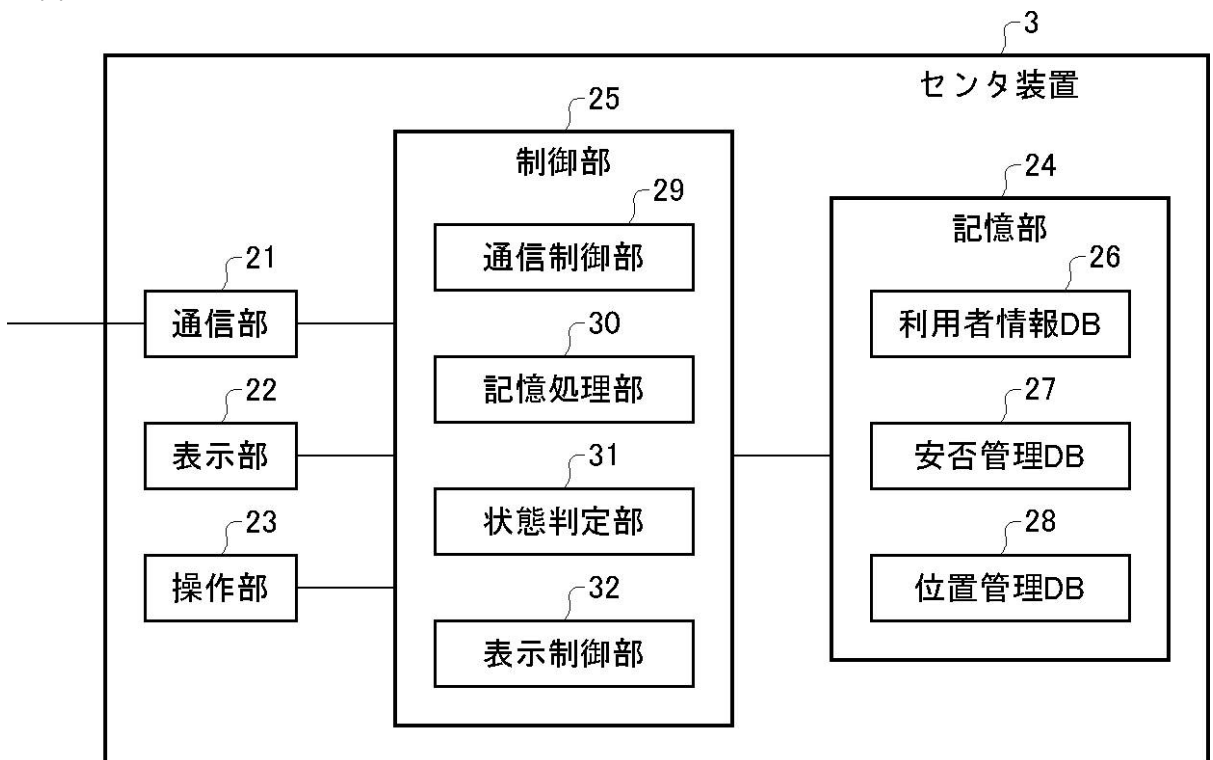 3
センタ装置
25
制御部
24
記憶部
29
通信制御部
21
通信部
26
利用者情報DB
30
記憶処理部
22
表示部
27
安否管理DB
31
状態判定部
23
操作部
28
位置管理DB
32
表示制御部